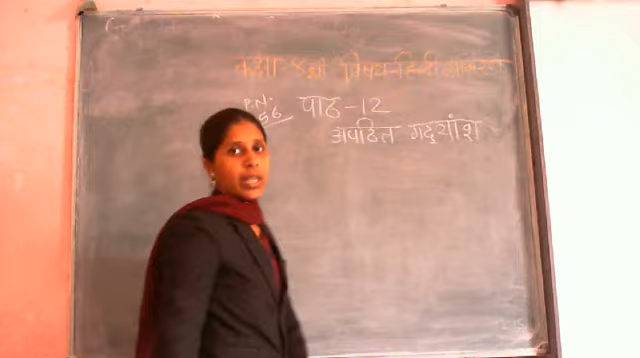 कक्षा-8वी विषय-हिन्दी व्याकरण
P.N. पाठ -12
56
अपठित गद्यांश